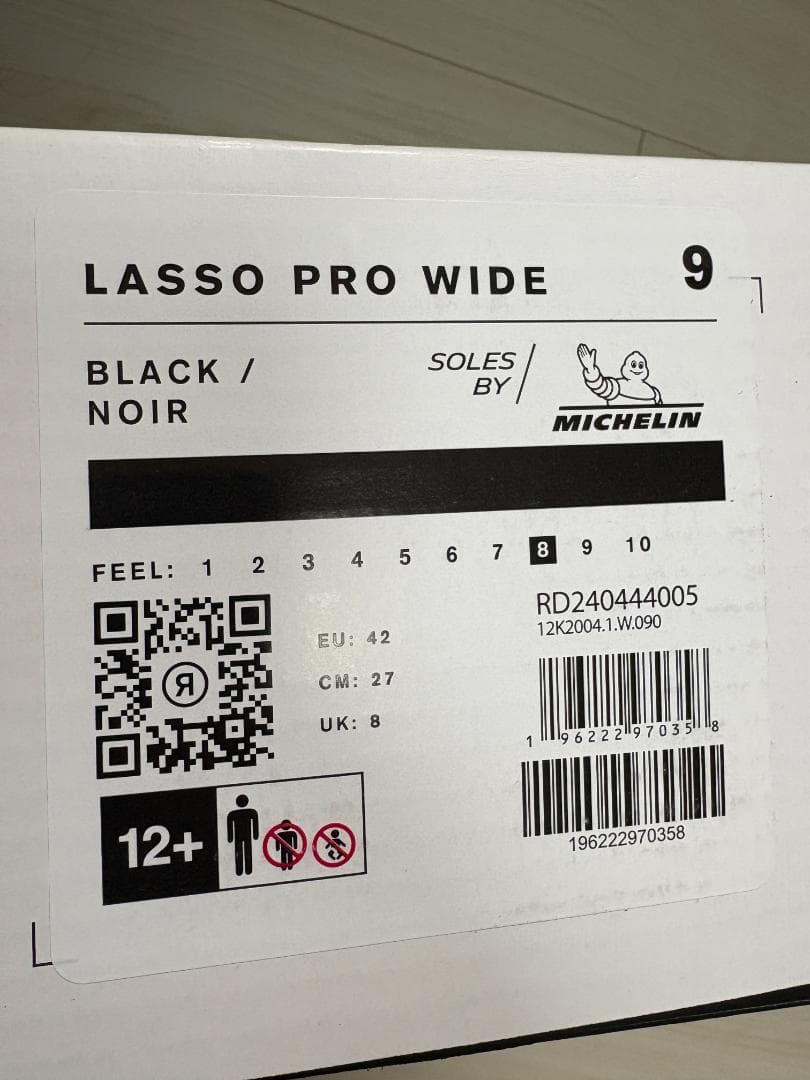 LASSO PRO WIDE 9
BLACK /
NOIR
SOLES
BY
MICHELIN
FEEL: 1 2 3 4 5 6 7 8 9 10
R
EU: 42
CM: 27
UK: 8
RD240444005
12K2004.1.W.090
1 96222 97035 8
196222970358
12+